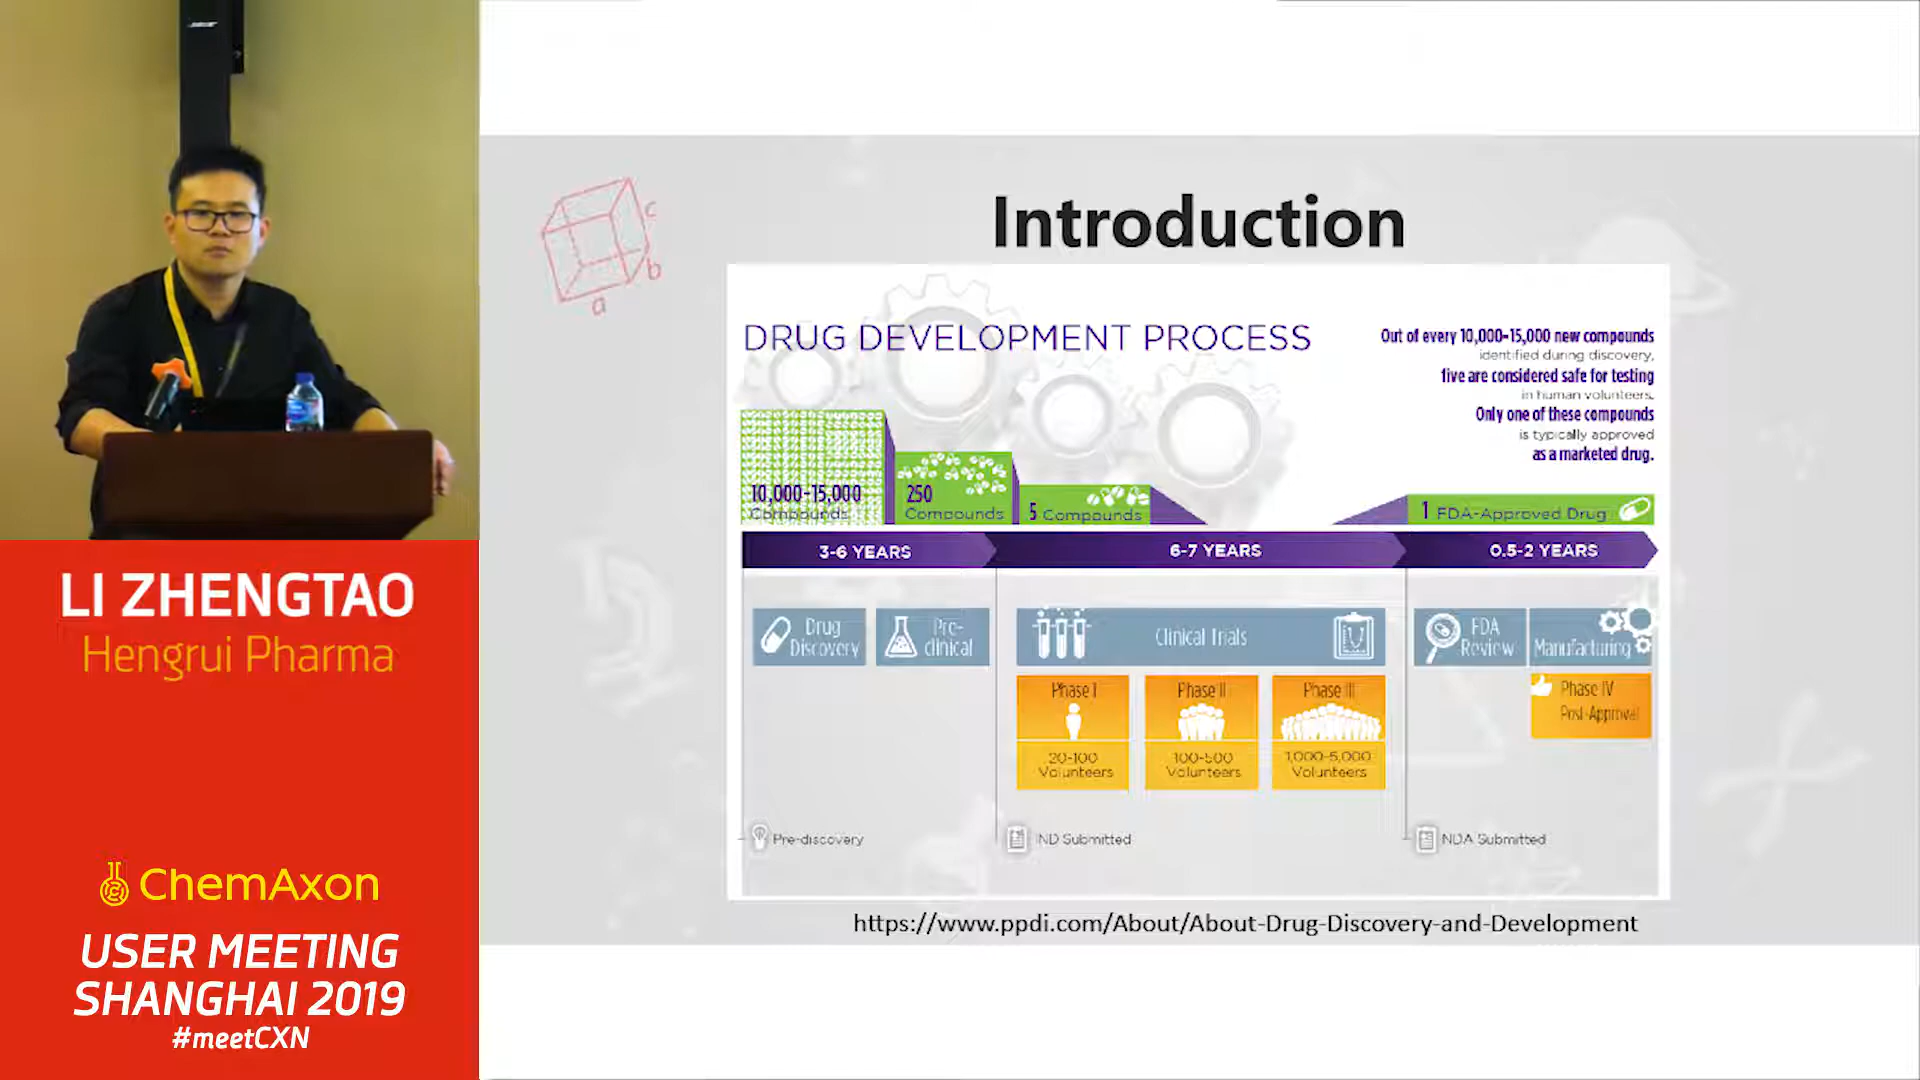 LI ZHENGTAO
Hengrui Pharma
ChemAxon
USER MEETING
SHANGHAI 2019
#meetCXN
Introduction
c
b
a
DRUG DEVELOPMENT PROCESS
Out of every 10,000-15,000 new compounds
identified during discovery,
five are considered safe for testing
in human volunteers.
Only one of these compounds
is typically approved
as a marketed drug.
10,000-15,000
Compounds
250
Compounds
5 Compounds
1 FDA-Approved Drug
3-6 YEARS
6-7 YEARS
0.5-2 YEARS
Drug
Discovery
Pre-
clinical
Clinical Trials
FDA
Review
Manufacturing
Phase I
Phase II
Phase III
Phase IV
Post-Approval
20-100
Volunteers
100-500
Volunteers
1,000-5,000
Volunteers
Pre-discovery
IND Submitted
NDA Submitted
https://www.ppdi.com/About/About-Drug-Discovery-and-Development